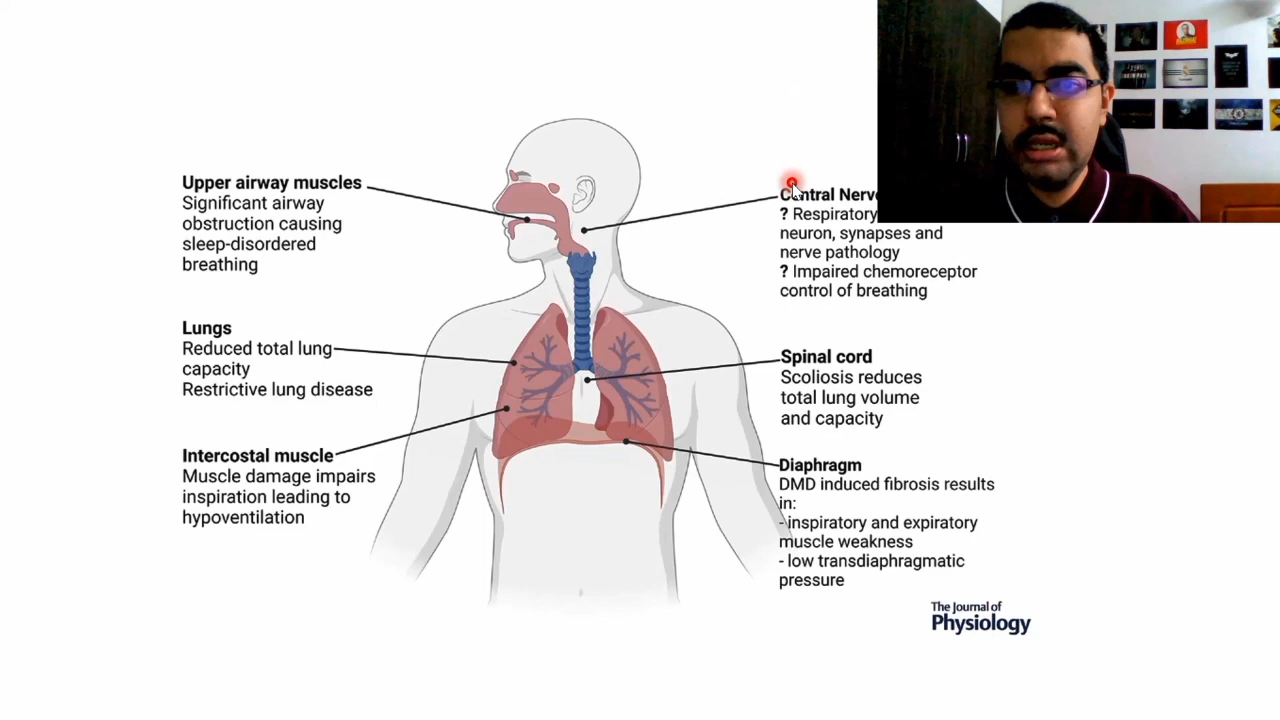 Upper airway muscles
Significant airway
obstruction causing
sleep-disordered
breathing
Lungs
Reduced total lung
capacity
Restrictive lung disease
Intercostal muscle
Muscle damage impairs
inspiration leading to
hypoventilation
Central
? Respiratory
neuron, synapses and
nerve pathology
? Impaired chemoreceptor
control of breathing
Spinal cord
Scoliosis reduces
total lung volume
and capacity
Diaphragm
DMD induced fibrosis results
in:
- inspiratory and expiratory
muscle weakness
- low transdiaphragmatic
pressure
The Journal of
Physiology